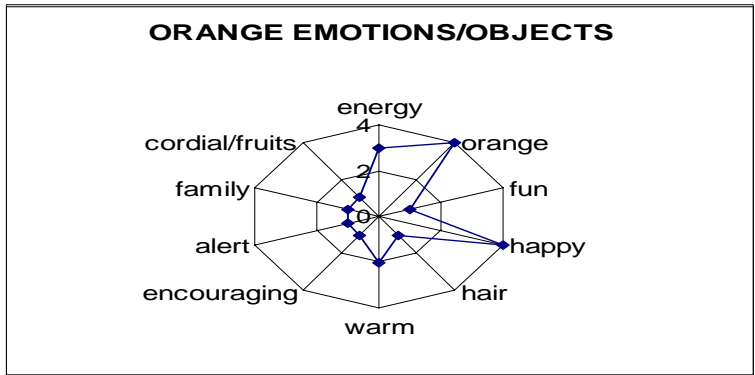 ORANGE EMOTIONS/OBJECTS
energy
4
cordial/fruits
orange
2
family
fun
0
alert
happy
encouraging
hair
warm